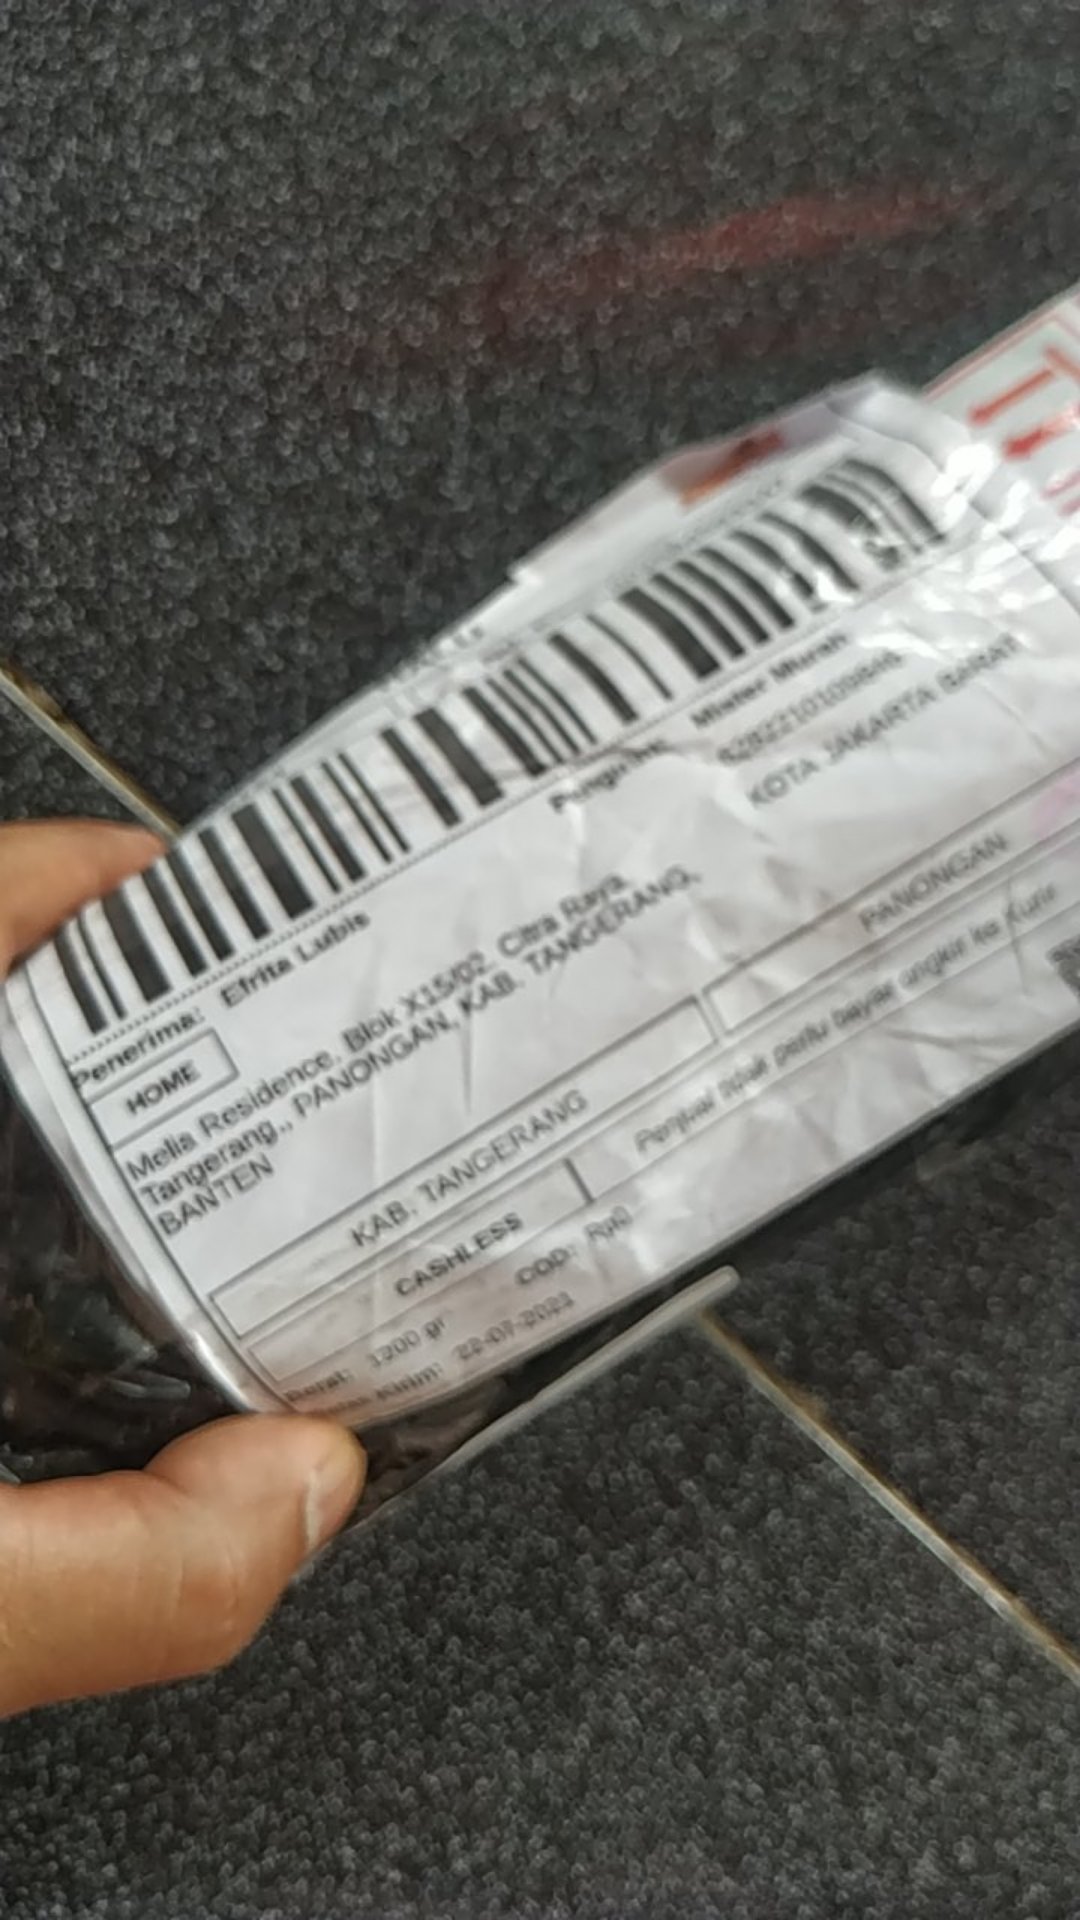 Penerima: Efrita Lubis
Pengirim: Mister Murah
KOTA JAKARTA BARAT
HOME
Melia Residence, Blok X15/02, Citra Raya,
Tangerang,, PANONGAN, KAB. TANGERANG,
BANTEN
KAB. TANGERANG
PANONGAN
CASHLESS
Penjual tidak perlu bayar ongkir ke Kurir
Berat: 1200 gr
COD: Rp0
Kirim: 22-07-2021